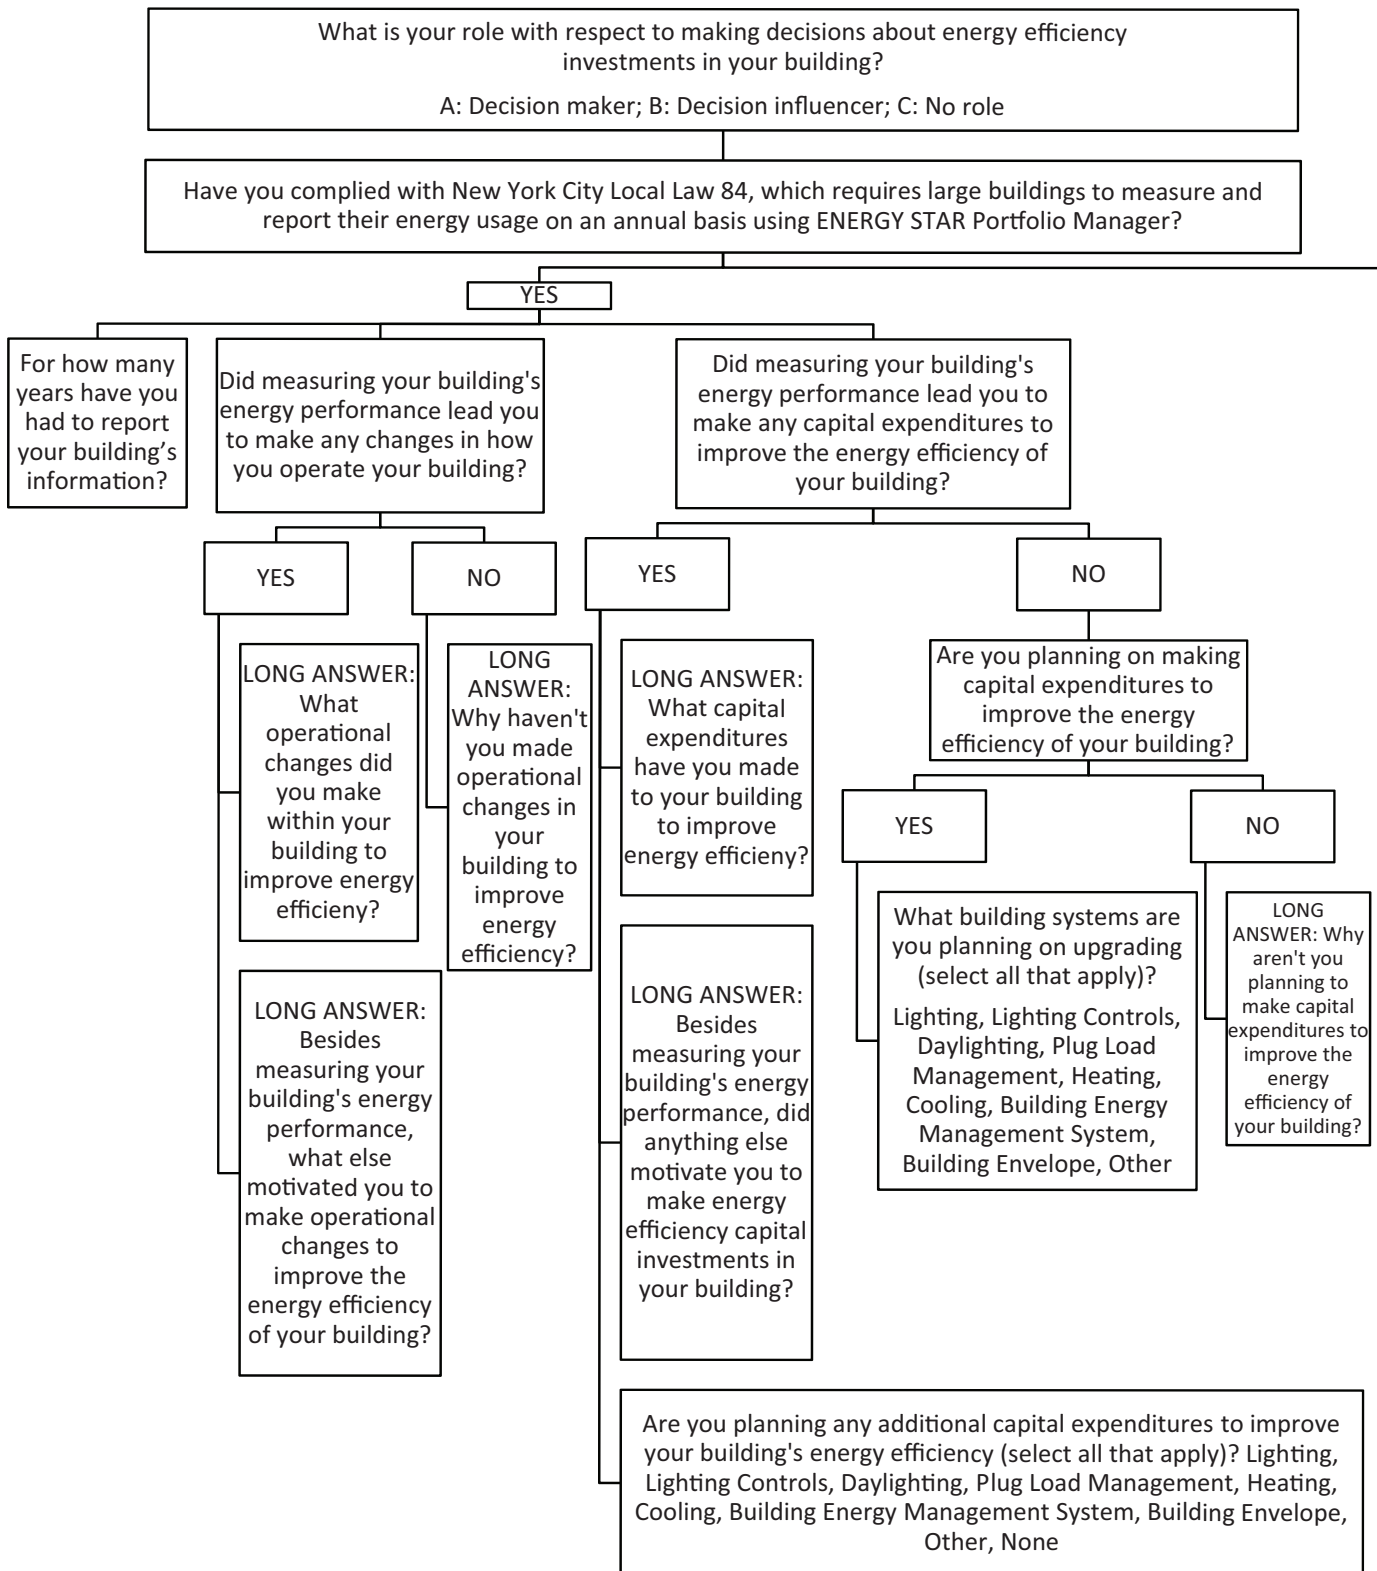 What is your role with respect to making decisions about energy efficiency
investments in your building?
A: Decision maker; B: Decision influencer; C: No role
Have you complied with New York City Local Law 84, which requires large buildings to measure and
report their energy usage on an annual basis using ENERGY STAR Portfolio Manager?
YES
For how many
years have you
had to report
your building’s
information?
Did measuring your building's
energy performance lead you
to make any changes in how
you operate your building?
Did measuring your building's
energy performance lead you to
make any capital expenditures to
improve the energy efficiency of
your building?
YES
NO
YES
NO
LONG ANSWER:
What
operational
changes did
you make
within your
building to
improve energy
efficieny?
LONG
ANSWER:
Why haven't
you made
operational
changes in
your
building to
improve
energy
efficiency?
LONG ANSWER:
What capital
expenditures
have you made
to your building
to improve
energy efficieny?
Are you planning on making
capital expenditures to
improve the energy
efficiency of your building?
YES
NO
What building systems are
you planning on upgrading
(select all that apply)?
Lighting, Lighting Controls,
Daylighting, Plug Load
Management, Heating,
Cooling, Building Energy
Management System,
Building Envelope, Other
LONG
ANSWER: Why
aren't you
planning to
make capital
expenditures to
improve the
energy
efficiency of
your building?
LONG ANSWER:
Besides
measuring your
building's energy
performance,
what else
motivated you to
make operational
changes to
improve the
energy efficiency
of your building?
LONG ANSWER:
Besides
measuring your
building's energy
performance, did
anything else
motivate you to
make energy
efficiency capital
investments in
your building?
Are you planning any additional capital expenditures to improve
your building's energy efficiency (select all that apply)? Lighting,
Lighting Controls, Daylighting, Plug Load Management, Heating,
Cooling, Building Energy Management System, Building Envelope,
Other, None